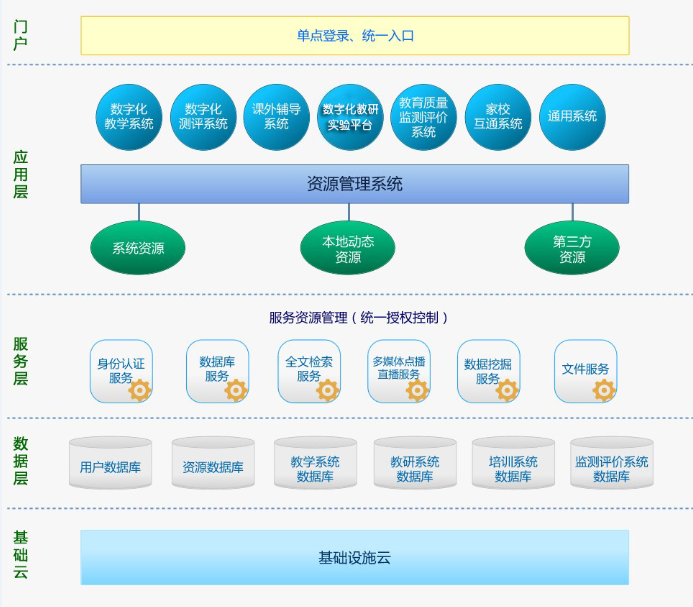 门户
单点登录、统一入口
应用层
数字化
教学系统
数字化
测评系统
课外辅导
系统
数字化教研
实验平台
教育质量
监测评价
系统
家校
互通系统
通用系统
资源管理系统
系统资源
本地动态
资源
第三方
资源
服务层
服务资源管理（统一授权控制）
身份认证
服务
数据库
服务
全文检索
服务
多媒体点播
直播服务
数据挖掘
服务
文件服务
数据层
用户数据库
资源数据库
教学系统
数据库
教研系统
数据库
培训系统
数据库
监测评价系统
数据库
基础云
基础设施云